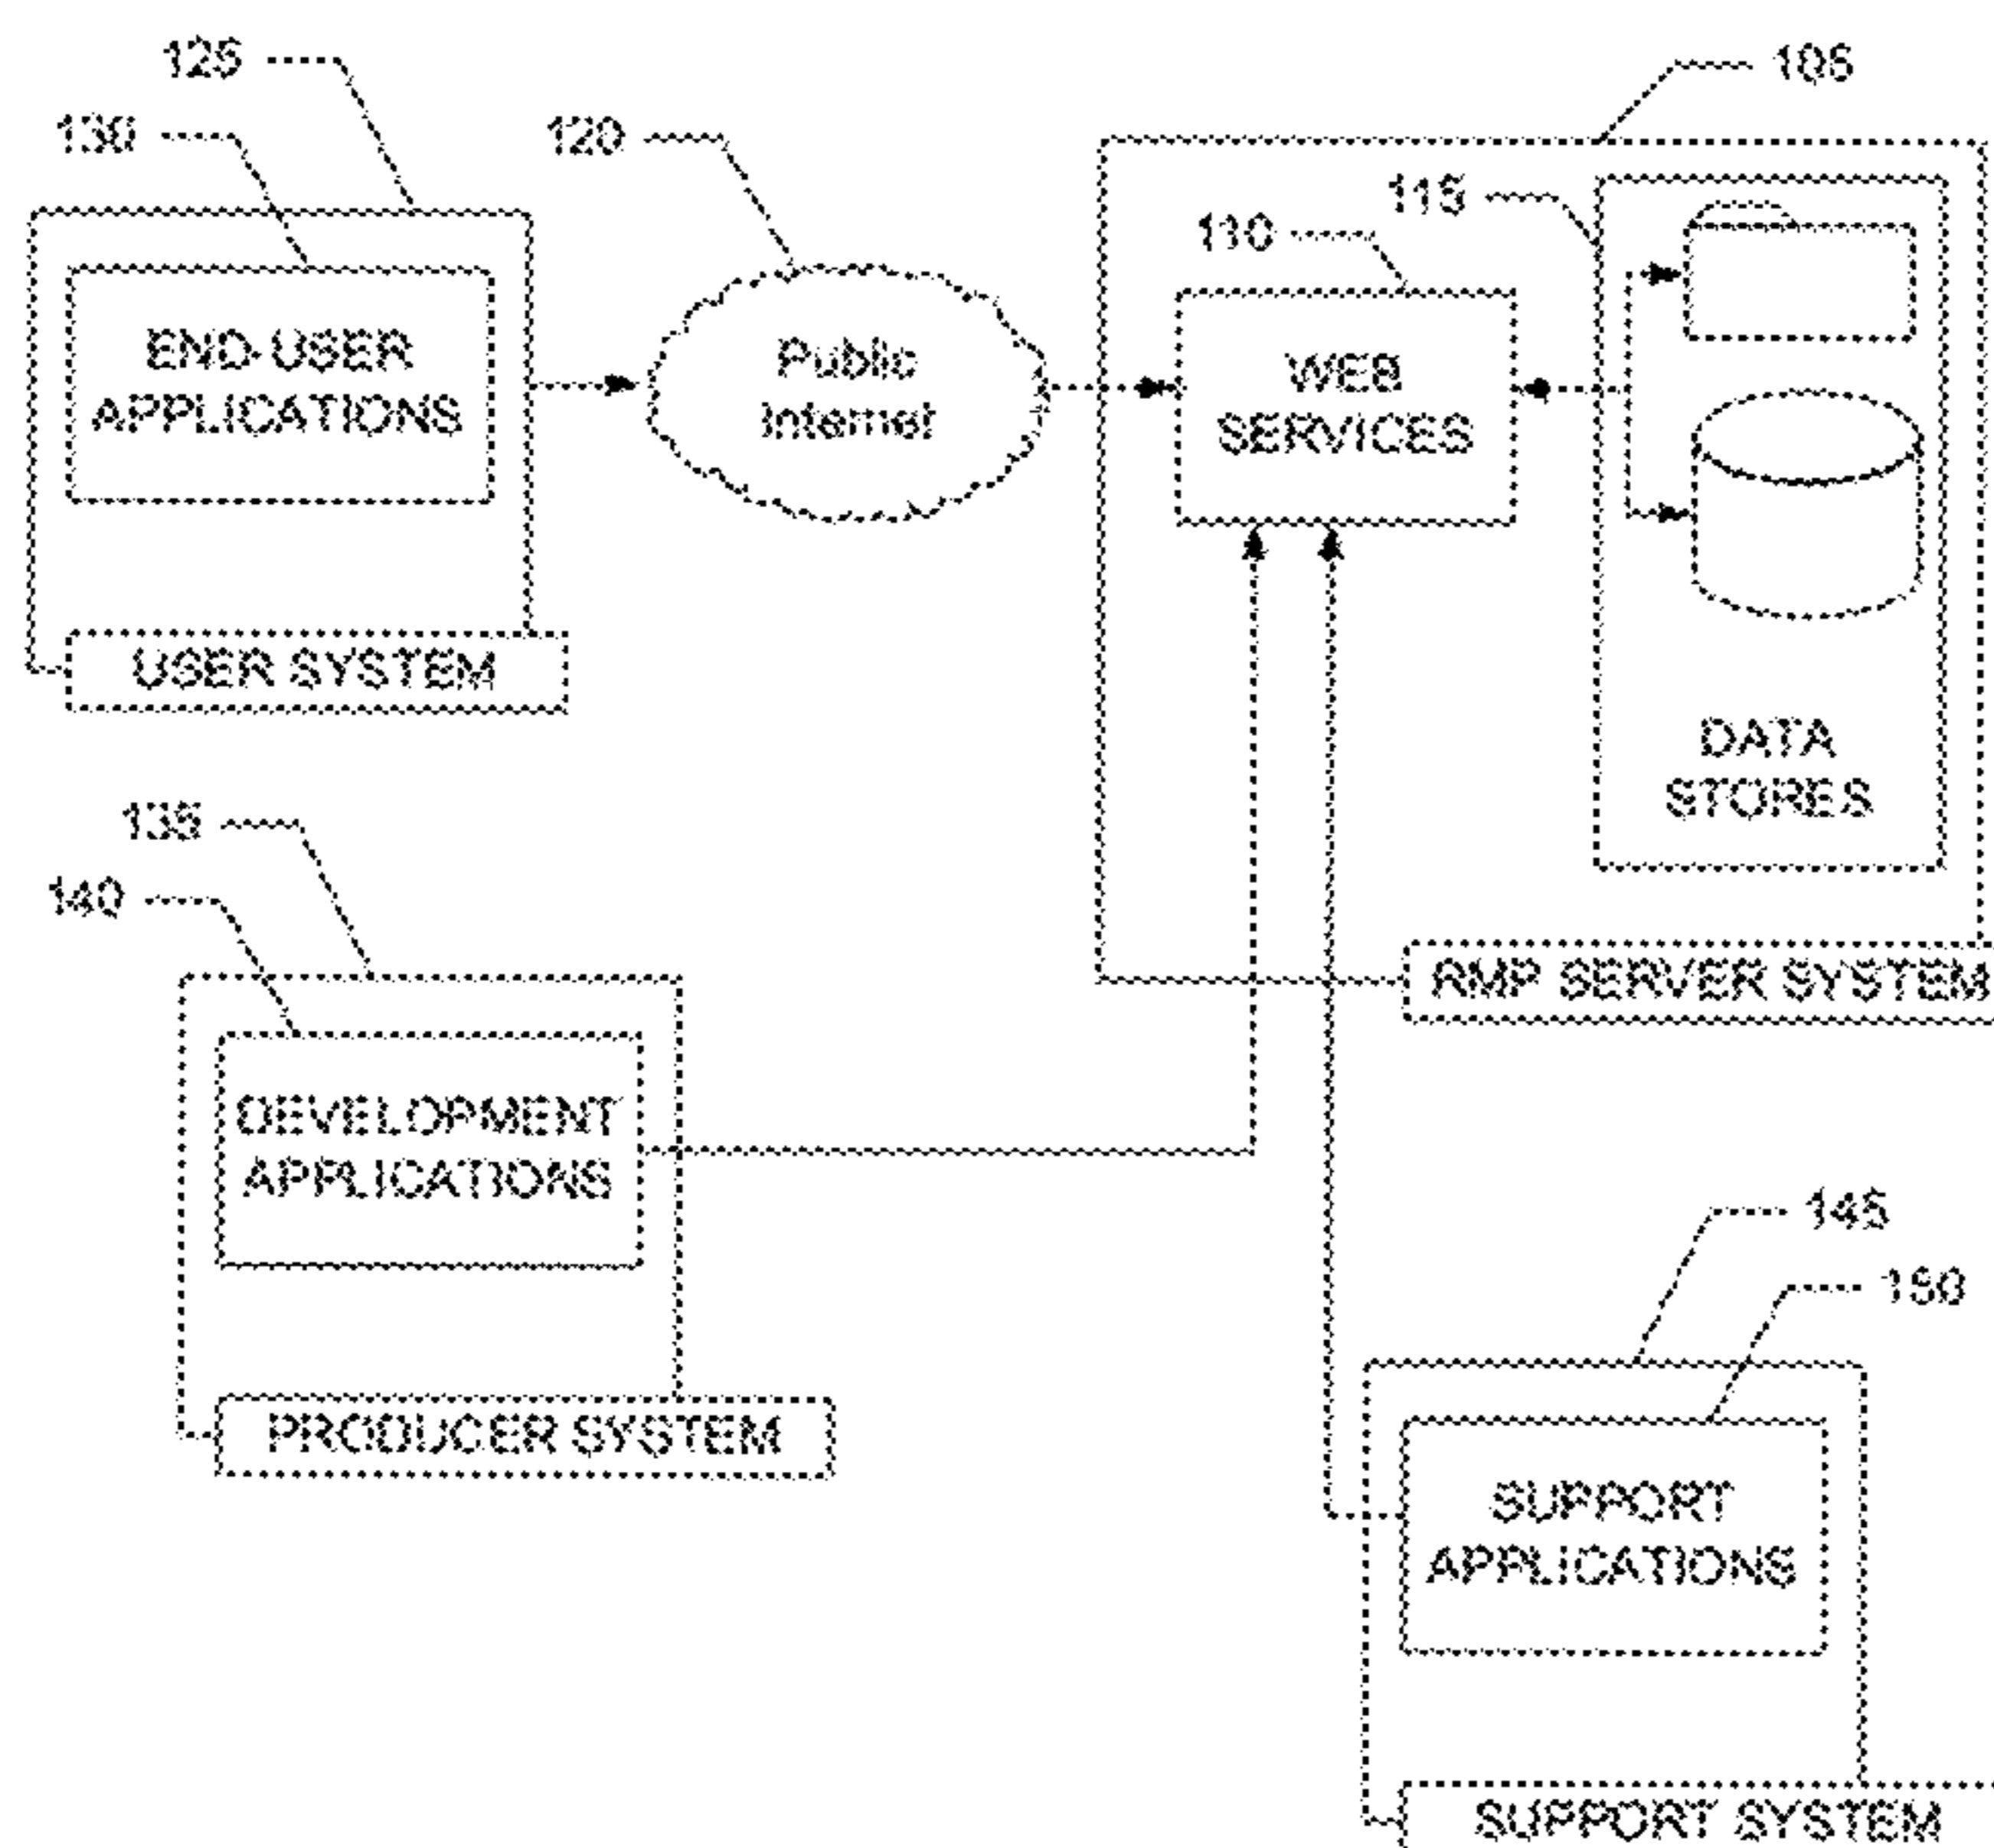 125
105
130
120
115
110
END-USER
APPLICATIONS
Public
Internet
WEB
SERVICES
USER SYSTEM
DATA
STORES
135
140
RMP SERVER SYSTEM
DEVELOPMENT
APPLICATIONS
145
150
PRODUCER SYSTEM
SUPPORT
APPLICATIONS
SUPPORT SYSTEM